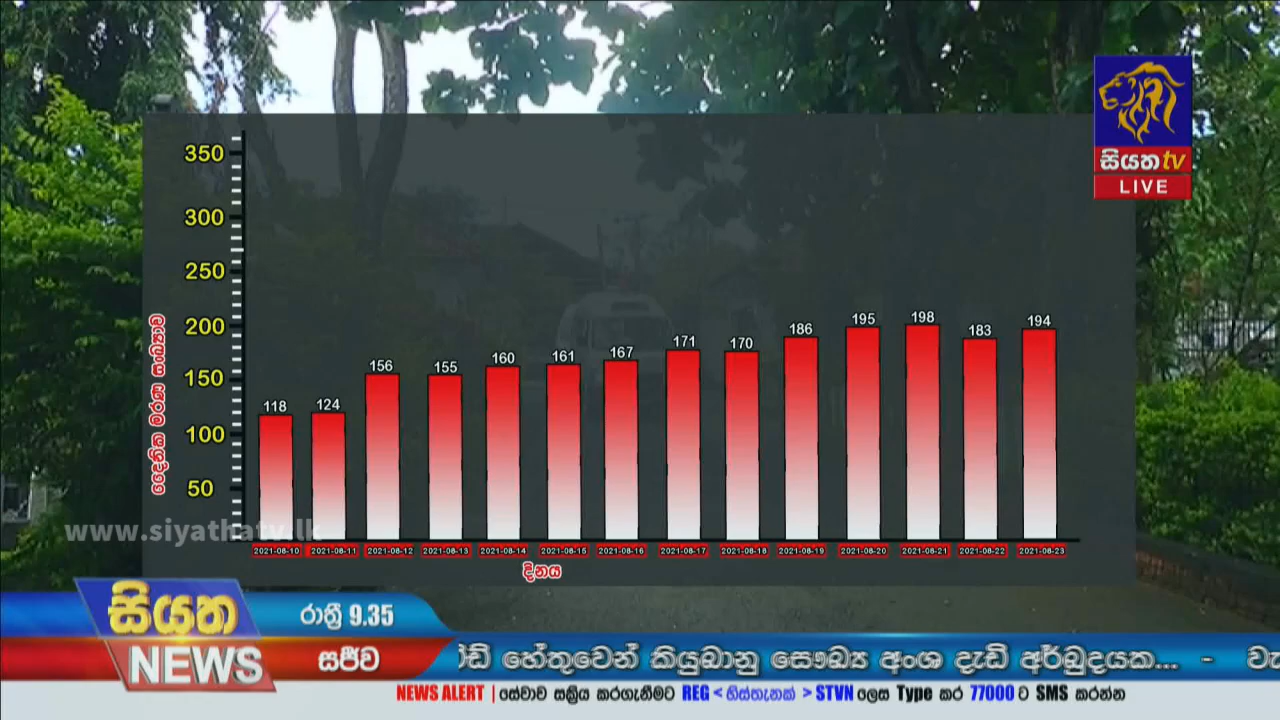 සියත tv
LIVE
350
300
250
200
150
100
50
දෛනික මරණ සංඛ්‍යාව
118 124 156 155 160 161 167 171 170 186 195 198 183 194
2021-08-10 2021-08-11 2021-08-12 2021-08-13 2021-08-14 2021-08-15 2021-08-16 2021-08-17 2021-08-18 2021-08-19 2021-08-20 2021-08-21 2021-08-22 2021-08-23
දිනය
www.siyathatv.lk
සියත NEWS
රාත්‍රී 9.35
සජීව
හේතුවෙන් කියුබානු සෞඛ්‍ය අංශ දැඩි අර්බුදයක... -
NEWS ALERT | සේවාව සක්‍රිය කරගැනීමට REG < හිස්තැනක් > STVN ලෙස Type කර 77000 ට SMS කරන්න